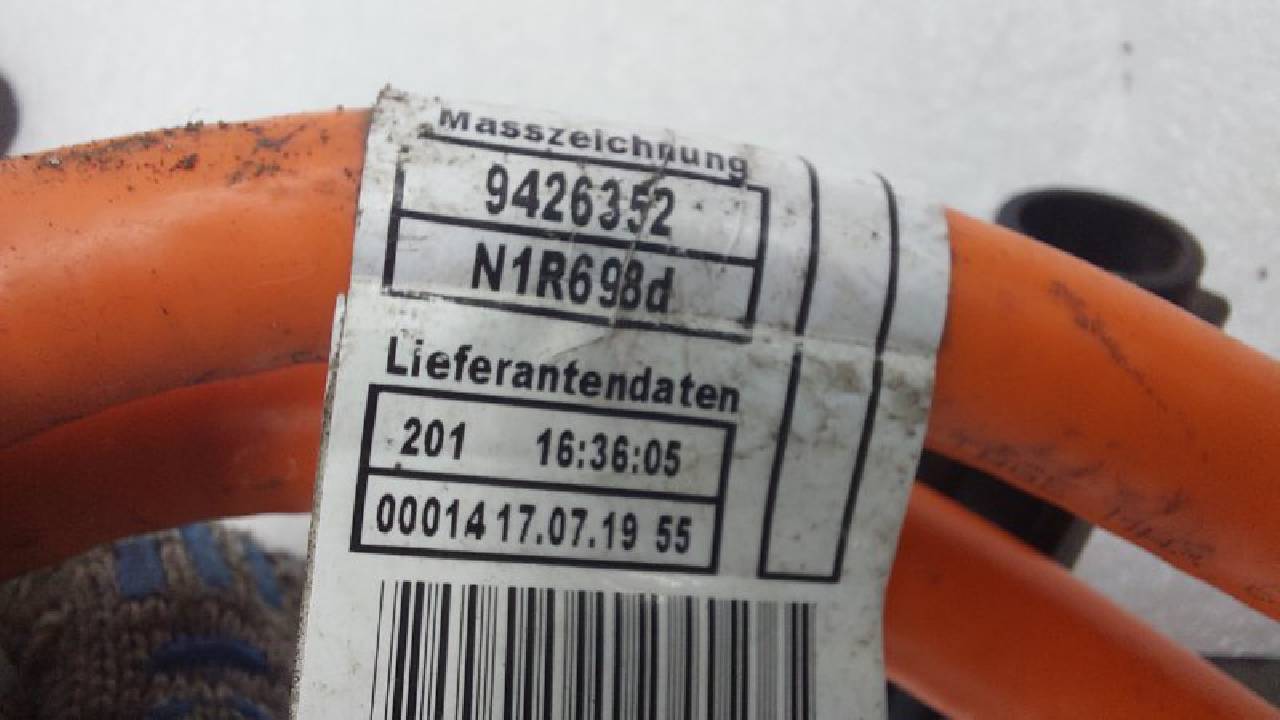 Masszeichnung
9426352
N1R698d
Lieferantendaten
201 16:36:05
00014 17.07.19 55